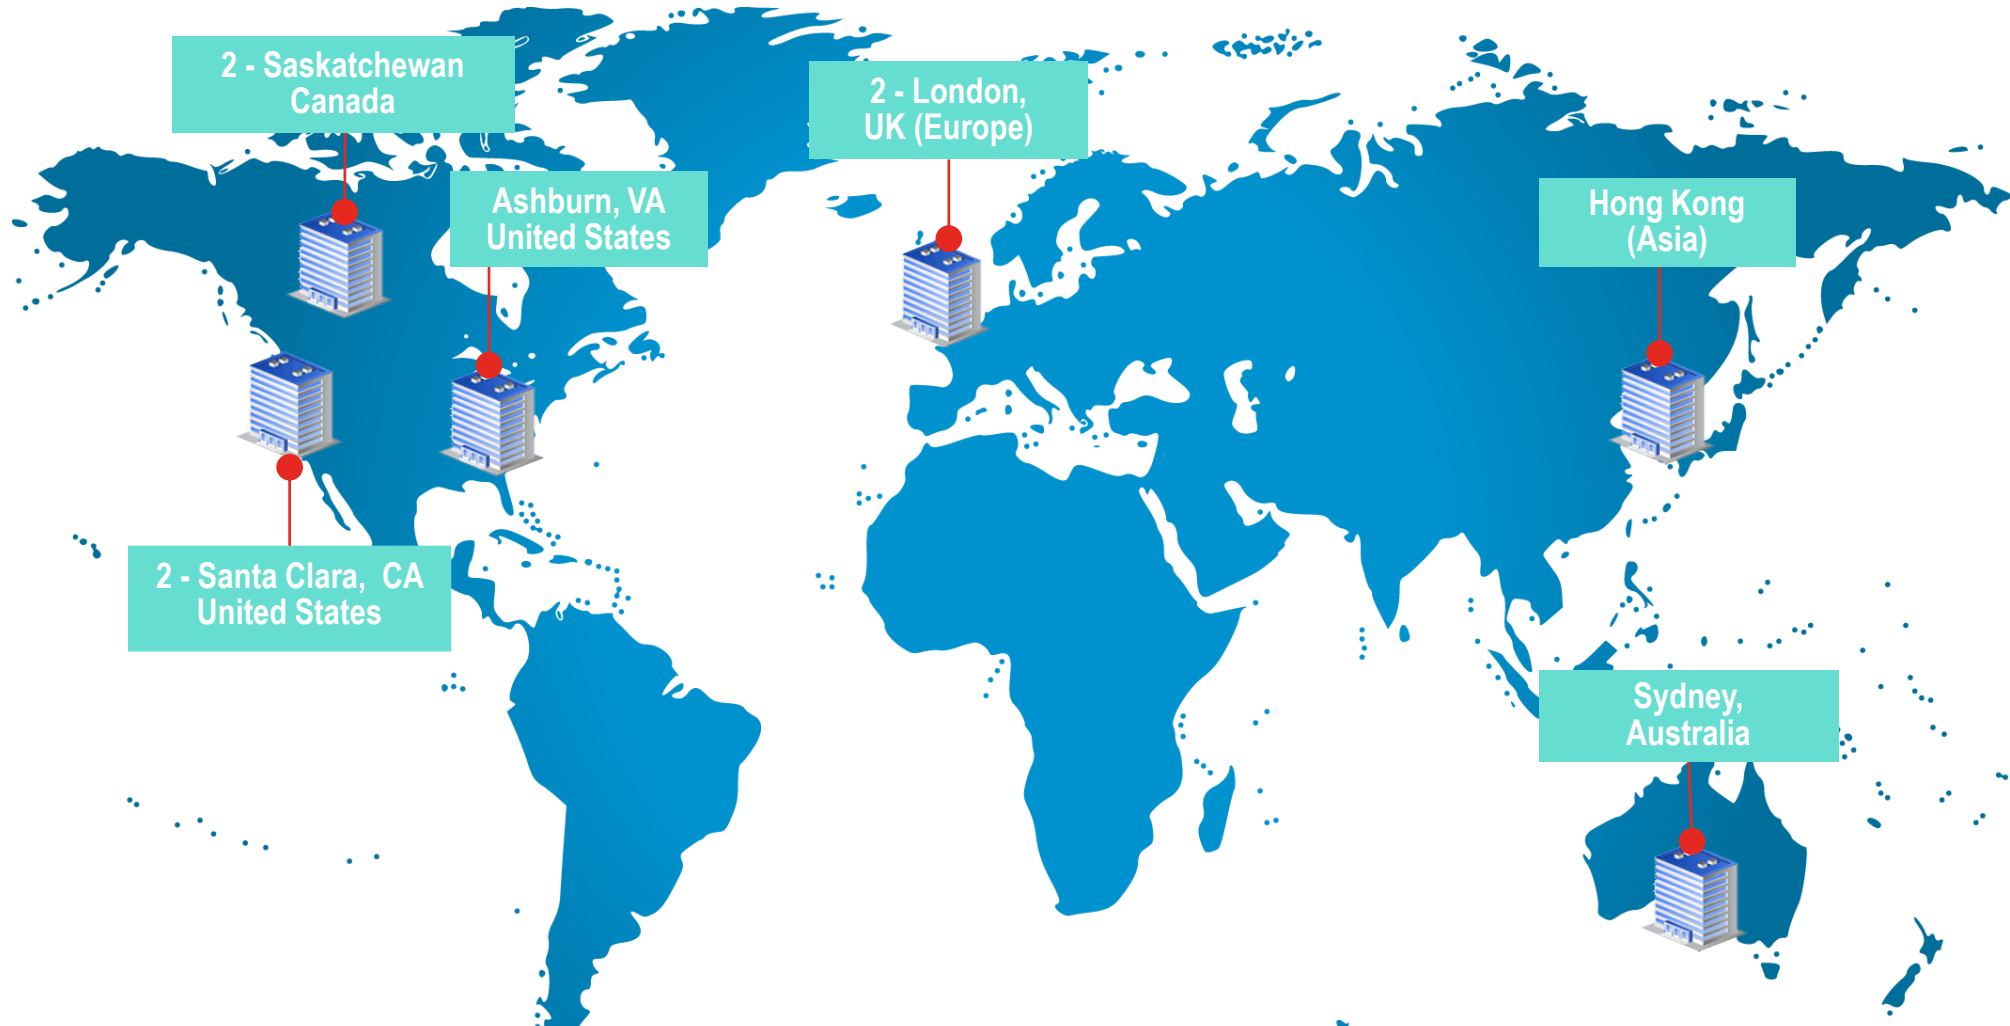 2 - Saskatchewan
Canada
2 - London,
UK (Europe)
Ashburn, VA
United States
Hong Kong
(Asia)
2 - Santa Clara,  CA
United States
Sydney,
Australia